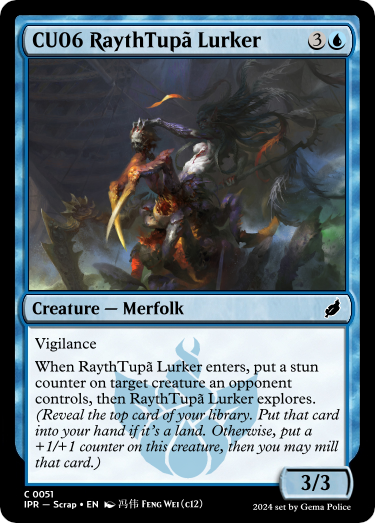 CU06 RaythTupã Lurker
3
Creature — Merfolk
Vigilance
When RaythTupã Lurker enters, put a stun
counter on target creature an opponent
controls, then RaythTupã Lurker explores.
(Reveal the top card of your library. Put that card
into your hand if it's a land. Otherwise, put a
+1/+1 counter on this creature, then you may mill
that card.)
3/3
C 0051
IPR — Scrap • EN 冯伟 Feng Wei (c12)
2024 set by Gema Police